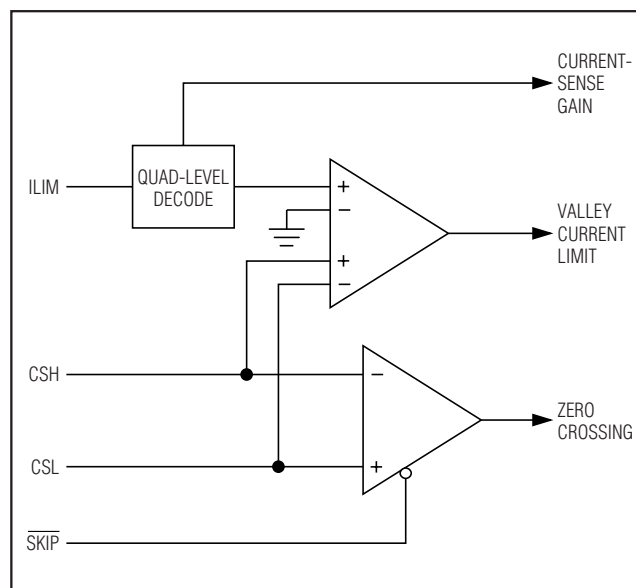 CURRENT-
SENSE
GAIN
ILIM
QUAD-LEVEL
DECODE
+
−
+
−
VALLEY
CURRENT
LIMIT
CSH
−
ZERO
CROSSING
CSL
+
SKIP